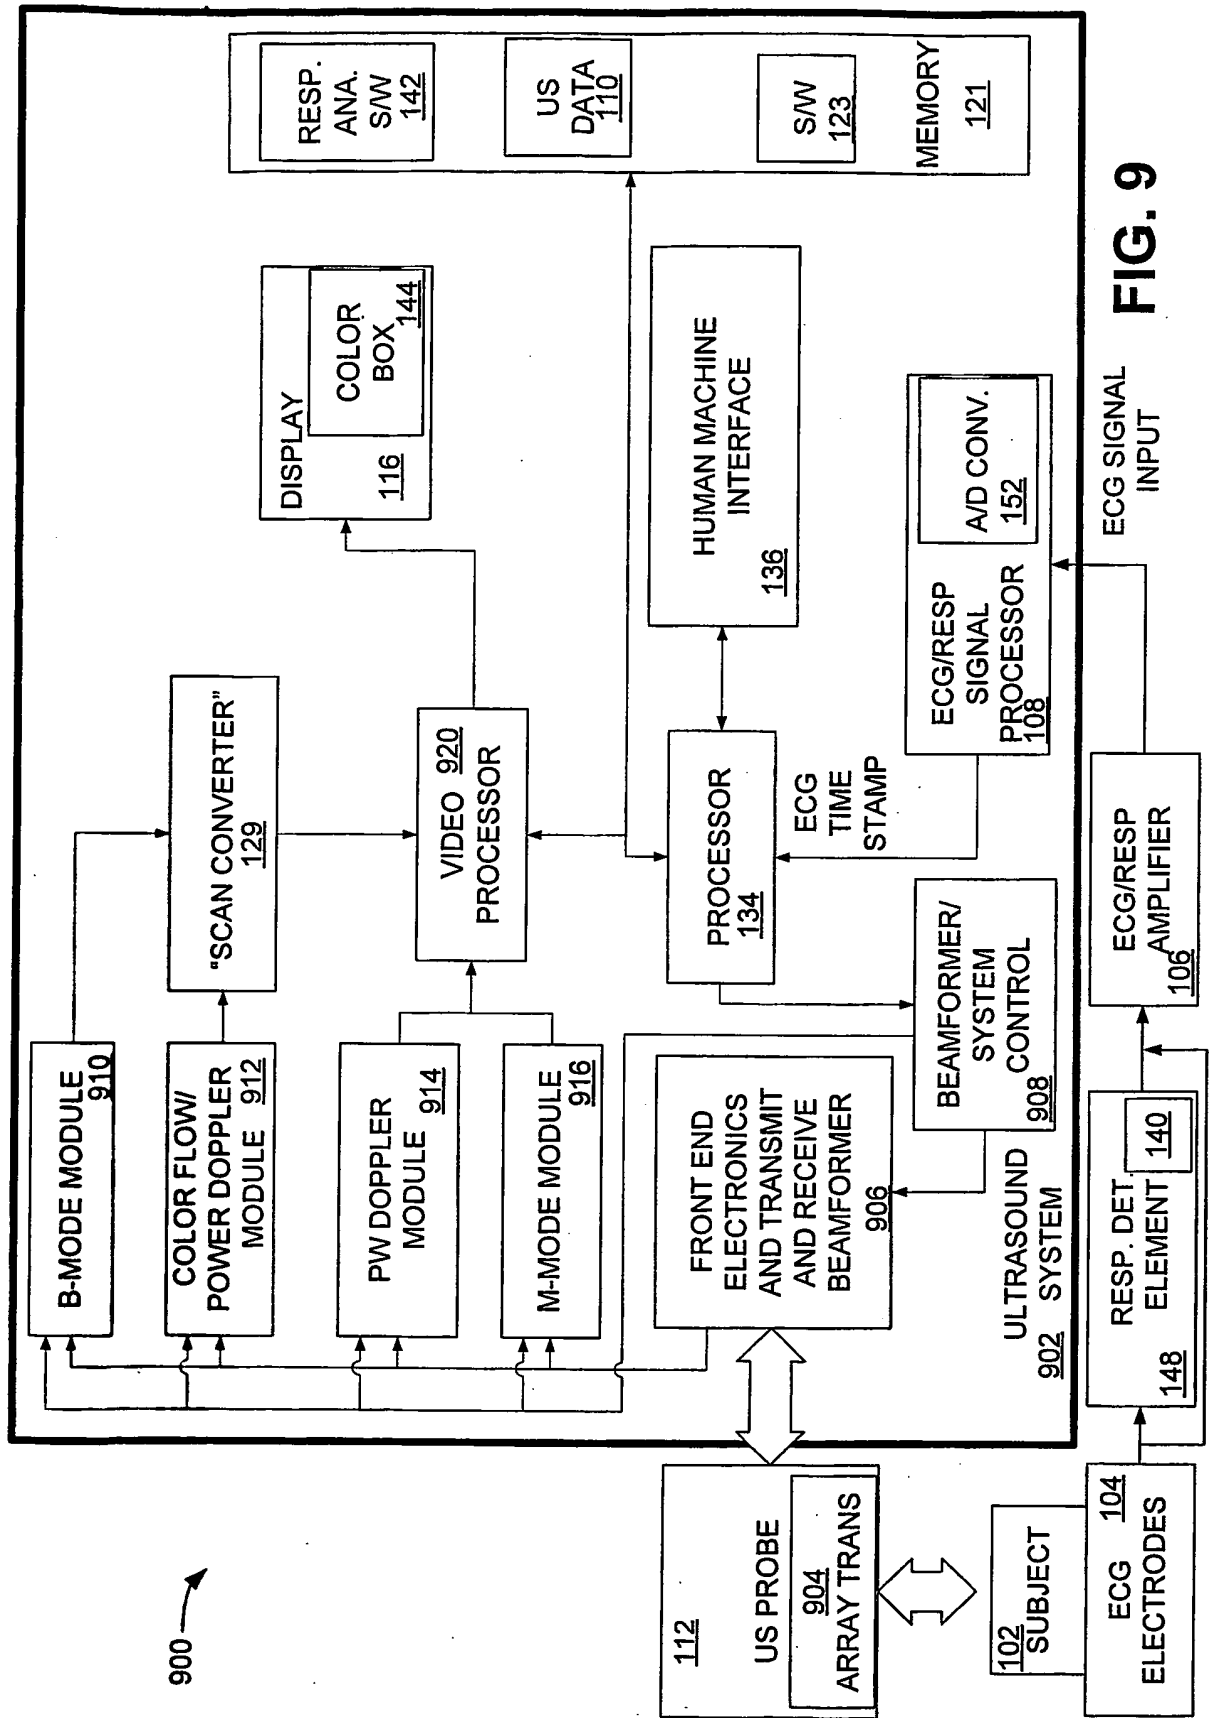 900
B-MODE MODULE
910
COLOR FLOW/
POWER DOPPLER
MODULE 912
PW DOPPLER
MODULE
914
M-MODE MODULE
916
"SCAN CONVERTER"
129
VIDEO 920
PROCESSOR
DISPLAY
116
COLOR
BOX
144
RESP.
ANA.
S/W
142
US
DATA
110
S/W
123
MEMORY
121
HUMAN MACHINE
INTERFACE
136
PROCESSOR
134
ECG
TIME
STAMP
ECG/RESP
SIGNAL
PROCESSOR
108
A/D CONV.
152
FRONT END
ELECTRONICS
AND TRANSMIT
AND RECEIVE
BEAMFORMER
906
BEAMFORMER/
SYSTEM
CONTROL
908
ULTRASOUND
SYSTEM
902
112
US PROBE
904
ARRAY TRANS
102
SUBJECT
104
ECG
ELECTRODES
RESP. DET.
ELEMENT
148
140
ECG/RESP
AMPLIFIER
106
ECG SIGNAL
INPUT
FIG. 9